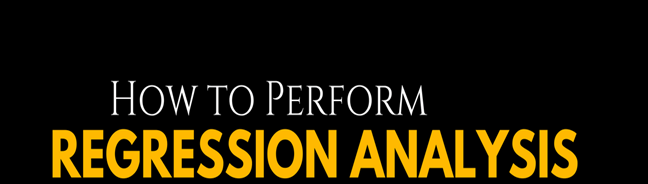 How to Perform
REGRESSION ANALYSIS